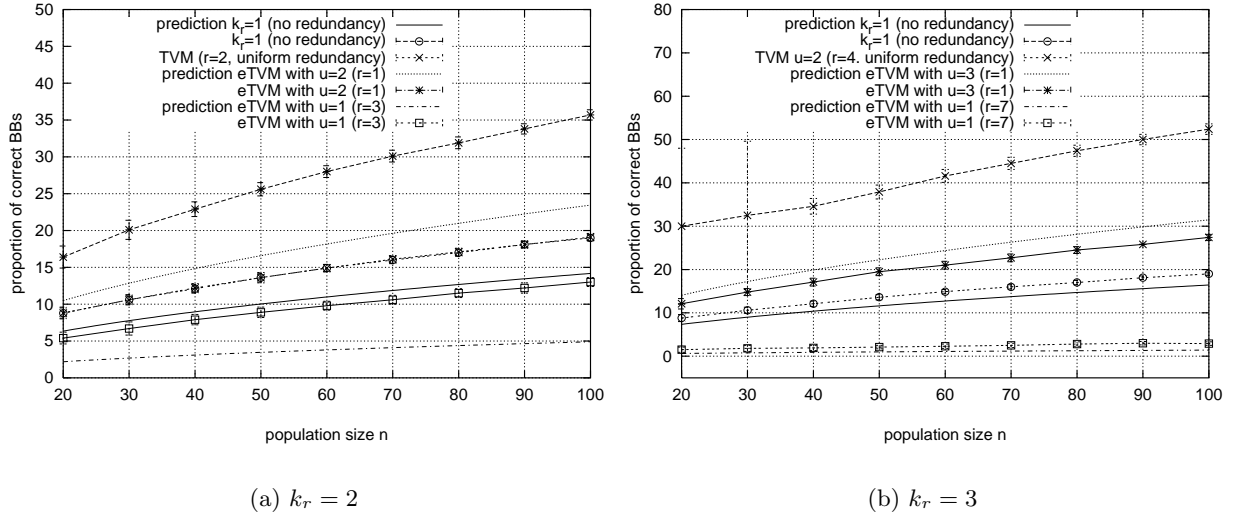 50
45
40
35
30
25
20
15
10
5
0
proportion of correct BBs
prediction k_r=1 (no redundancy)
k_r=1 (no redundancy)
TVM (r=2, uniform redundancy)
prediction eTVM with u=2 (r=1)
eTVM with u=2 (r=1)
prediction eTVM with u=1 (r=3)
eTVM with u=1 (r=3)
20 30 40 50 60 70 80 90 100
population size n
(a) k_r = 2
80
70
60
50
40
30
20
10
0
proportion of correct BBs
prediction k_r=1 (no redundancy)
k_r=1 (no redundancy)
TVM u=2 (r=4. uniform redundancy)
prediction eTVM with u=3 (r=1)
eTVM with u=3 (r=1)
prediction eTVM with u=1 (r=7)
eTVM with u=1 (r=7)
20 30 40 50 60 70 80 90 100
population size n
(b) k_r = 3